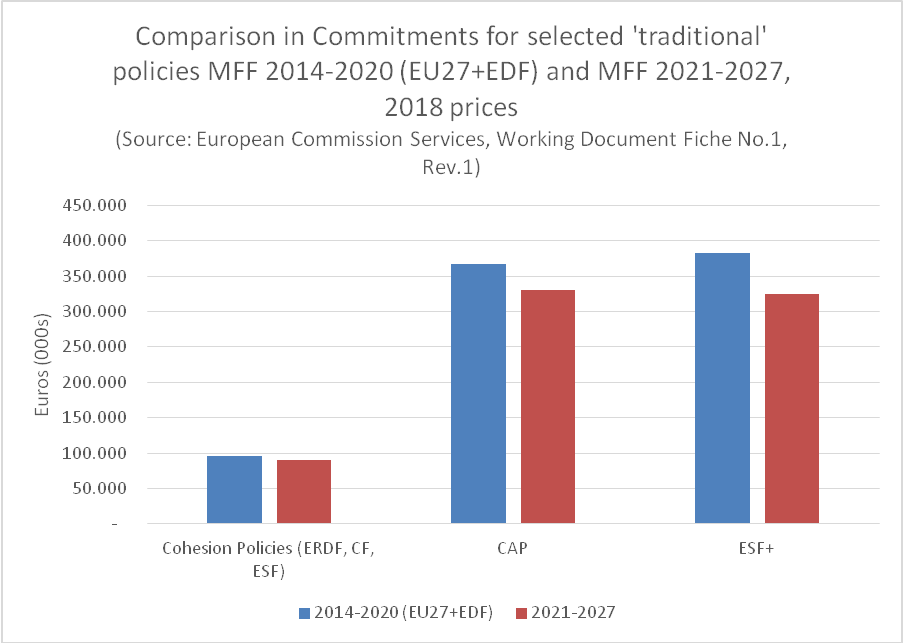 Comparison in Commitments for selected 'traditional'
policies MFF 2014-2020 (EU27+EDF) and MFF 2021-2027,
2018 prices
(Source: European Commission Services, Working Document Fiche No.1,
Rev.1)
Euros (000s)
450.000
400.000
350.000
300.000
250.000
200.000
150.000
100.000
50.000
-
Cohesion Policies (ERDF, CF,
ESF)
CAP
ESF+
2014-2020 (EU27+EDF)
2021-2027